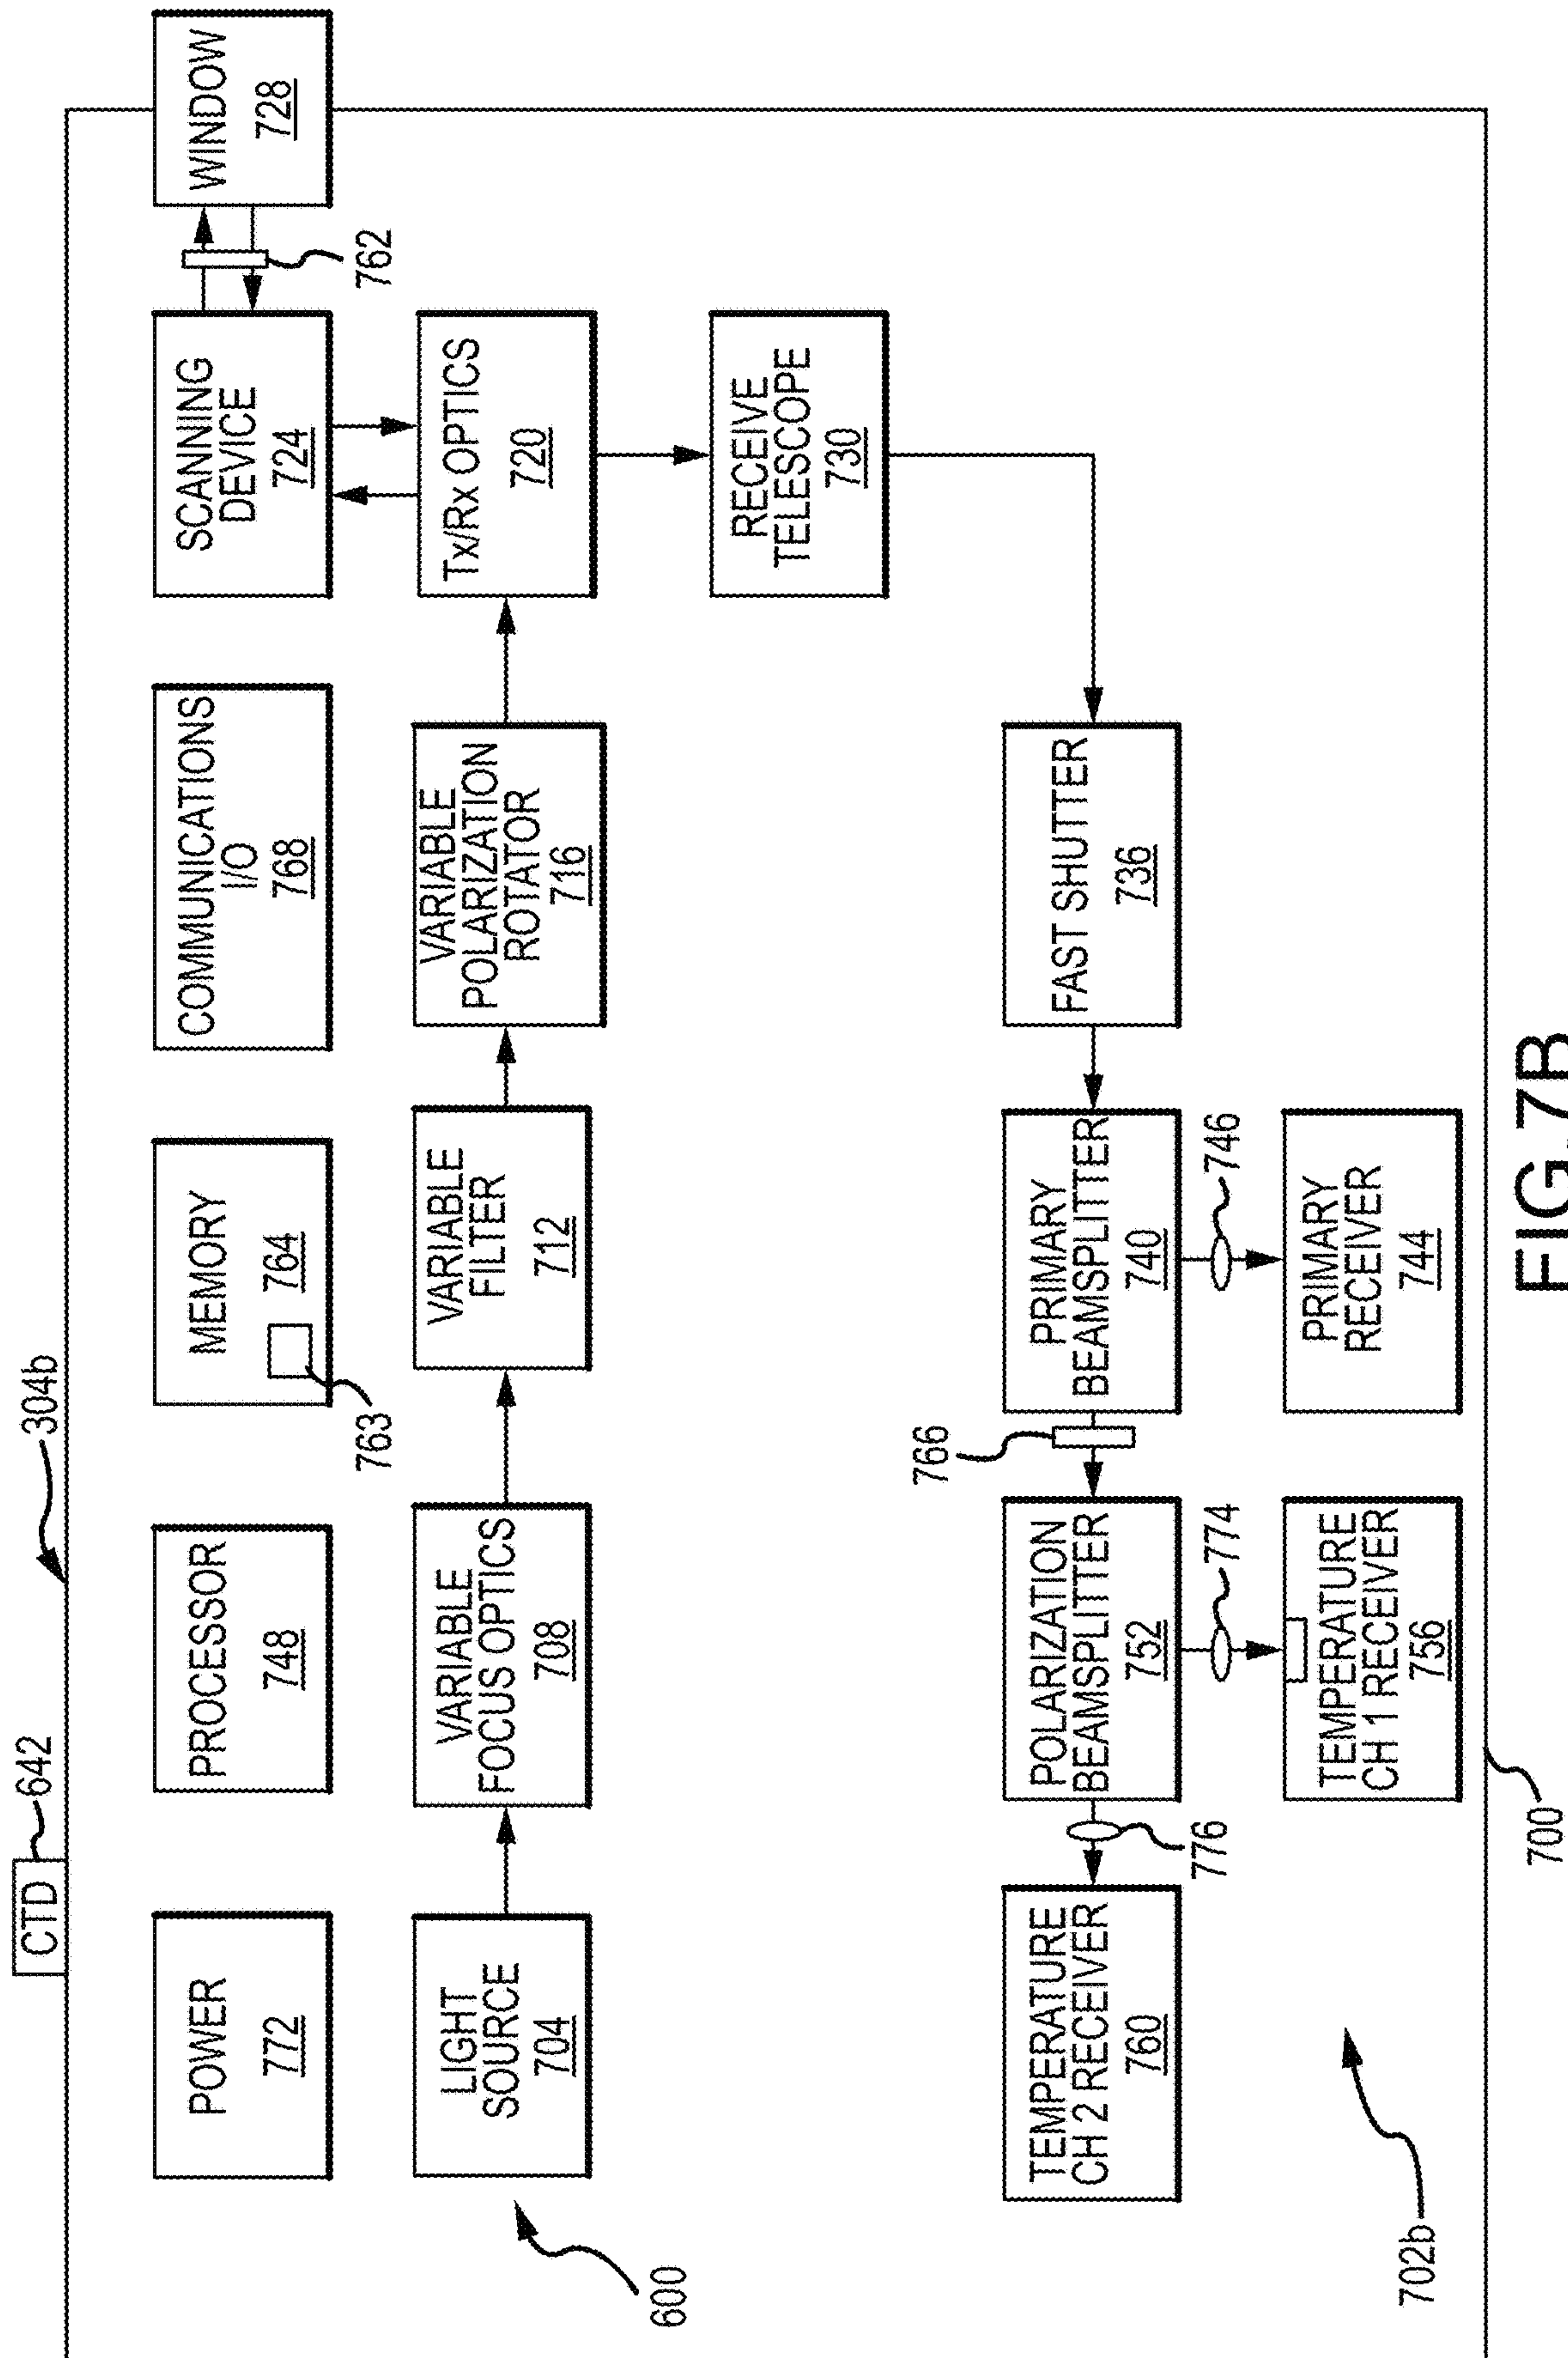 CTD
642
304b
POWER
772
PROCESSOR
748
MEMORY
764
763
COMMUNICATIONS
I/O
768
SCANNING
DEVICE
724
762
WINDOW
728
LIGHT
SOURCE
704
VARIABLE
FOCUS OPTICS
708
VARIABLE
FILTER
712
VARIABLE
POLARIZATION
ROTATOR
716
Tx/Rx OPTICS
720
600
RECEIVE
TELESCOPE
730
TEMPERATURE
CH 2 RECEIVER
760
776
POLARIZATION
BEAMSPLITTER
752
766
PRIMARY
BEAMSPLITTER
740
FAST SHUTTER
736
774
746
TEMPERATURE
CH 1 RECEIVER
756
PRIMARY
RECEIVER
744
702b
700
FIG.7B